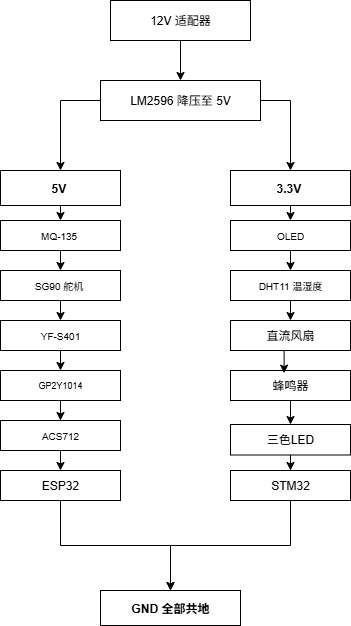 12V 适配器
LM2596 降压至 5V
5V
MQ-135
SG90 舵机
YF-S401
GP2Y1014
ACS712
ESP32
3.3V
OLED
DHT11 温湿度
直流风扇
蜂鸣器
三色LED
STM32
GND 全部共地